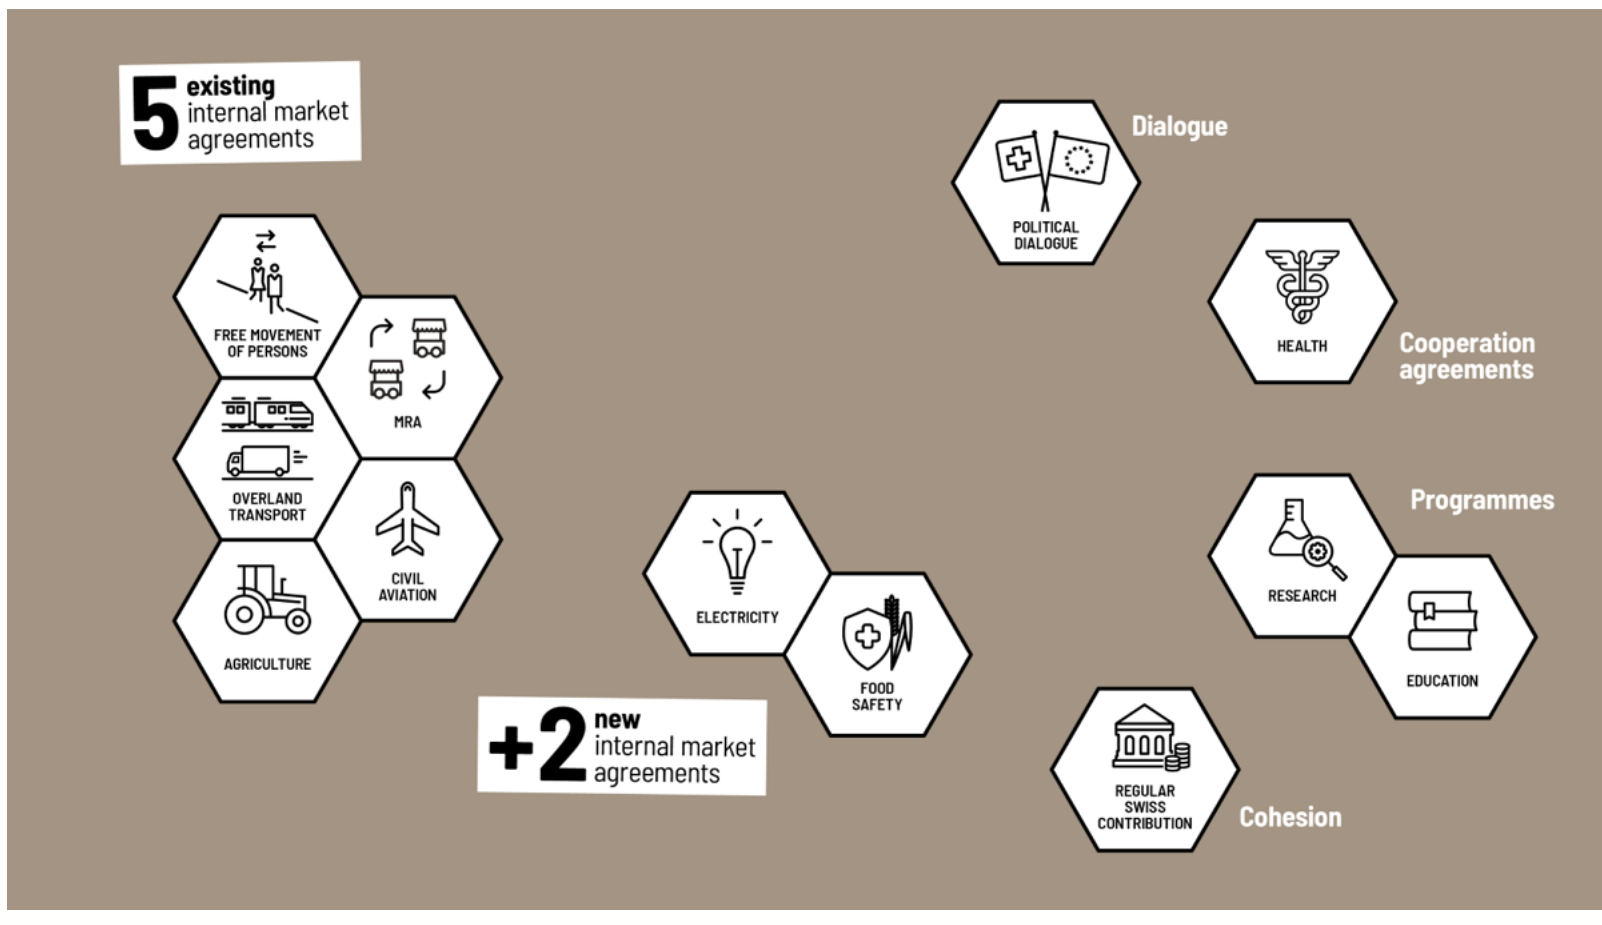 5 existing
internal market
agreements
FREE MOVEMENT
OF PERSONS
MRA
OVERLAND
TRANSPORT
CIVIL
AVIATION
AGRICULTURE
ELECTRICITY
FOOD
SAFETY
+2 new
internal market
agreements
Dialogue
POLITICAL
DIALOGUE
HEALTH
Cooperation
agreements
Programmes
RESEARCH
EDUCATION
REGULAR
SWISS
CONTRIBUTION
Cohesion